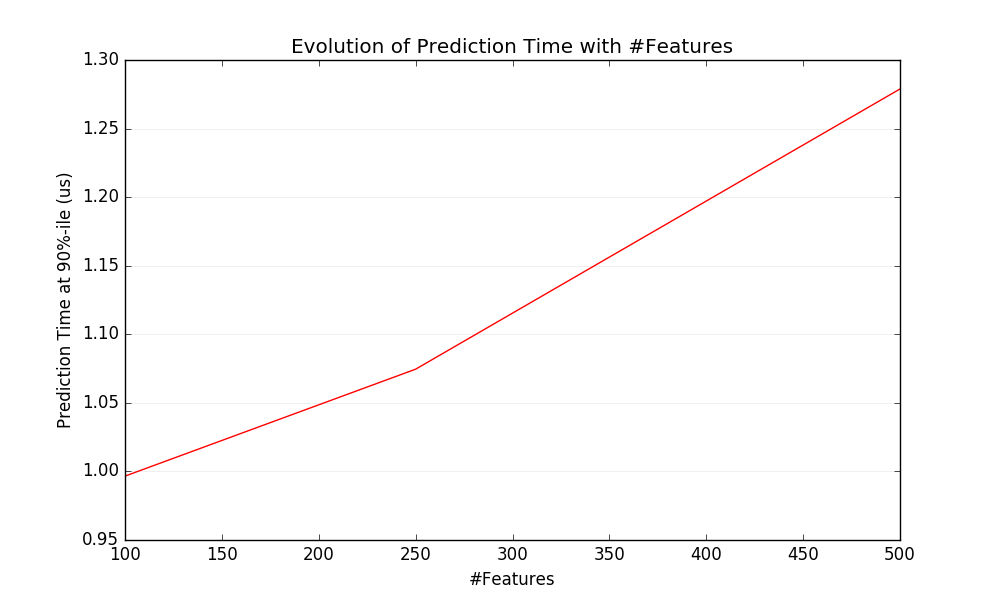 Evolution of Prediction Time with #Features
Prediction Time at 90%-ile (us)
1.30
1.25
1.20
1.15
1.10
1.05
1.00
0.95
100 150 200 250 300 350 400 450 500
#Features